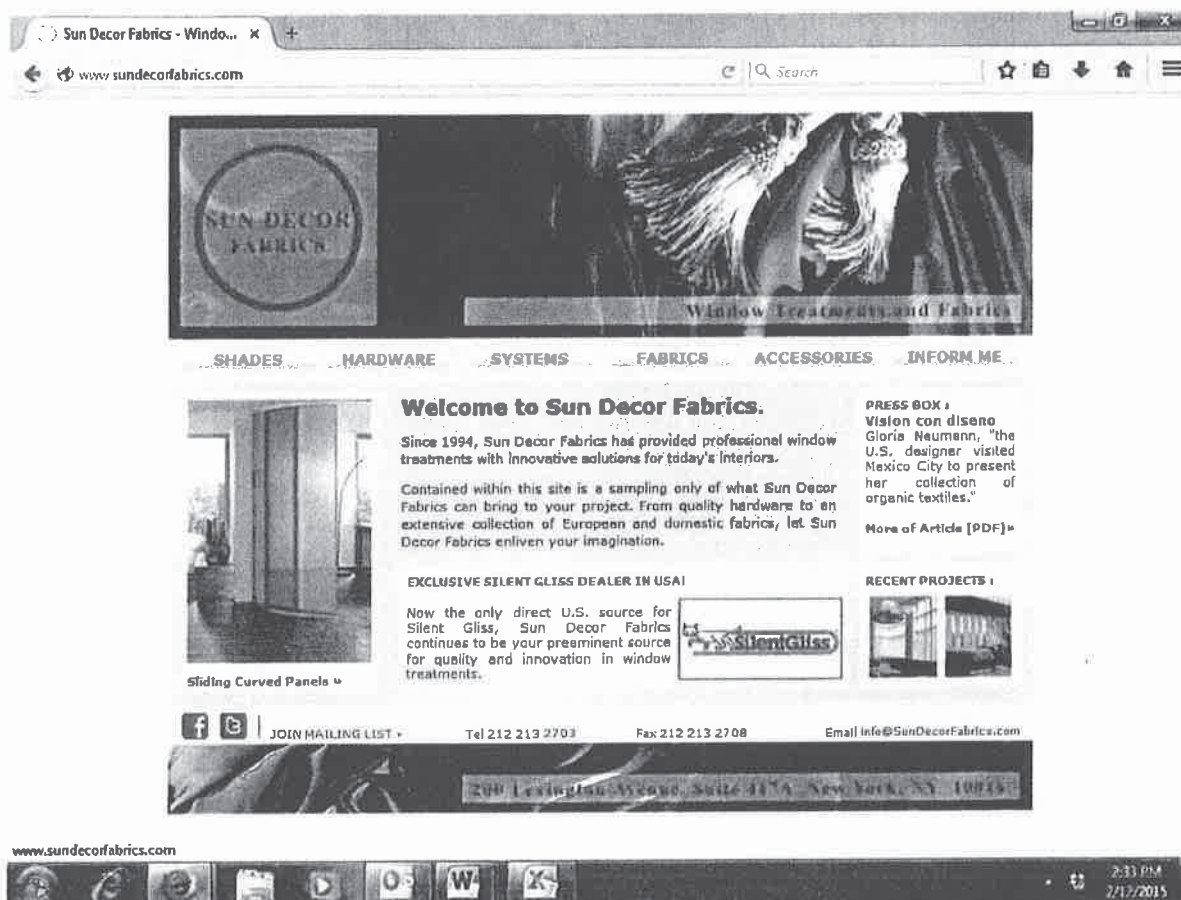 Sun Decor Fabrics - Windo... × +
www.sundecorfabrics.com
Search
SUN DECOR
FABRICS
Window Treatments and Fabrics
SHADES HARDWARE SYSTEMS FABRICS ACCESSORIES INFORM ME
Welcome to Sun Decor Fabrics.
Since 1994, Sun Decor Fabrics has provided professional window
treatments with innovative solutions for today's interiors.
Contained within this site is a sampling only of what Sun Decor
Fabrics can bring to your project. From quality hardware to an
extensive collection of European and domestic fabrics, let Sun
Decor Fabrics enliven your imagination.
PRESS BOX :
Vision con diseno
Gloria Neumann, "the
U.S. designer visited
Mexico City to present
her collection of
organic textiles."
More of Article [PDF]»
Sliding Curved Panels »
EXCLUSIVE SILENT GLISS DEALER IN USA!
Now the only direct U.S. source for
Silent Gliss, Sun Decor Fabrics
continues to be your preeminent source
for quality and innovation in window
treatments.
SilentGliss
RECENT PROJECTS :
JOIN MAILING LIST Tel 212 213 2703 Fax 212 213 2708 Email info@SunDecorFabrics.com
200 Lexington Avenue, Suite 417A New York, NY 10016
www.sundecorfabrics.com
2:33 PM
2/12/2015